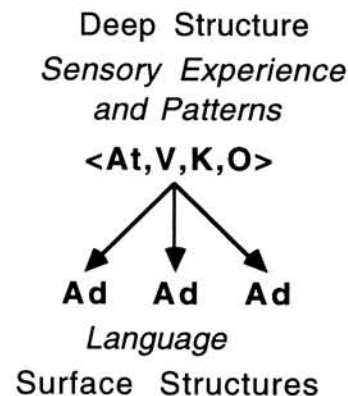 Deep Structure
Sensory Experience
and Patterns
<At,V,K,O>
Ad Ad Ad
Language
Surface Structures